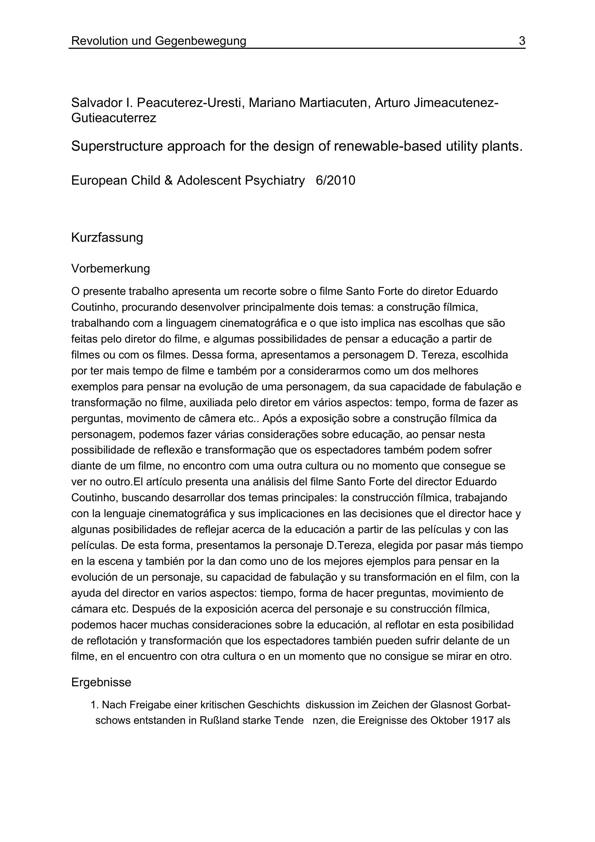 Revolution und Gegenbewegung 3
Salvador I. Peacuterez-Uresti, Mariano Martiacuten, Arturo Jimeacutenez-
Gutieacuterrez
Superstructure approach for the design of renewable-based utility plants.
European Child & Adolescent Psychiatry 6/2010
Kurzfassung
Vorbemerkung
O presente trabalho apresenta um recorte sobre o filme Santo Forte do diretor Eduardo
Coutinho, procurando desenvolver principalmente dois temas: a construção fílmica,
trabalhando com a linguagem cinematográfica e o que isto implica nas escolhas que são
feitas pelo diretor do filme, e algumas possibilidades de pensar a educação a partir de
filmes ou com os filmes. Dessa forma, apresentamos a personagem D. Tereza, escolhida
por ter mais tempo de filme e também por a considerarmos como um dos melhores
exemplos para pensar na evolução de uma personagem, da sua capacidade de fabulação e
transformação no filme, auxiliada pelo diretor em vários aspectos: tempo, forma de fazer as
perguntas, movimento de câmera etc.. Após a exposição sobre a construção fílmica da
personagem, podemos fazer várias considerações sobre educação, ao pensar nesta
possibilidade de reflexão e transformação que os espectadores também podem sofrer
diante de um filme, no encontro com uma outra cultura ou no momento que consegue se
ver no outro.El artículo presenta una análisis del filme Santo Forte del director Eduardo
Coutinho, buscando desarrollar dos temas principales: la construcción fílmica, trabajando
con la lenguaje cinematográfica y sus implicaciones en las decisiones que el director hace y
algunas posibilidades de reflejar acerca de la educación a partir de las películas y con las
películas. De esta forma, presentamos la personaje D.Tereza, elegida por pasar más tiempo
en la escena y también por la dan como uno de los mejores ejemplos para pensar en la
evolución de un personaje, su capacidad de fabulación y su transformación en el film, con la
ayuda del director en varios aspectos: tiempo, forma de hacer preguntas, movimiento de
cámara etc. Después de la exposición acerca del personaje e su construcción fílmica,
podemos hacer muchas consideraciones sobre la educación, al reflotar en esta posibilidad
de reflotación y transformación que los espectadores también pueden sufrir delante de un
filme, en el encuentro con otra cultura o en un momento que no consigue se mirar en otro.
Ergebnisse
1. Nach Freigabe einer kritischen Geschichts diskussion im Zeichen der Glasnost Gorbat-
schows entstanden in Rußland starke Tende nzen, die Ereignisse des Oktober 1917 als